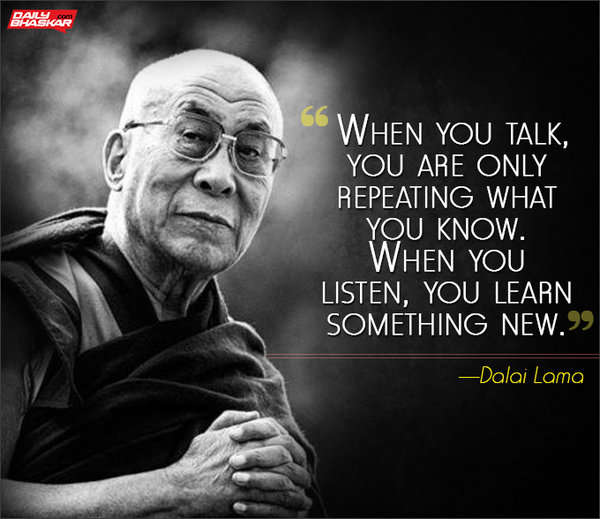 DAILY
BHASKAR.com
“WHEN YOU TALK,
YOU ARE ONLY
REPEATING WHAT
YOU KNOW.
WHEN YOU
LISTEN, YOU LEARN
SOMETHING NEW.”
—Dalai Lama